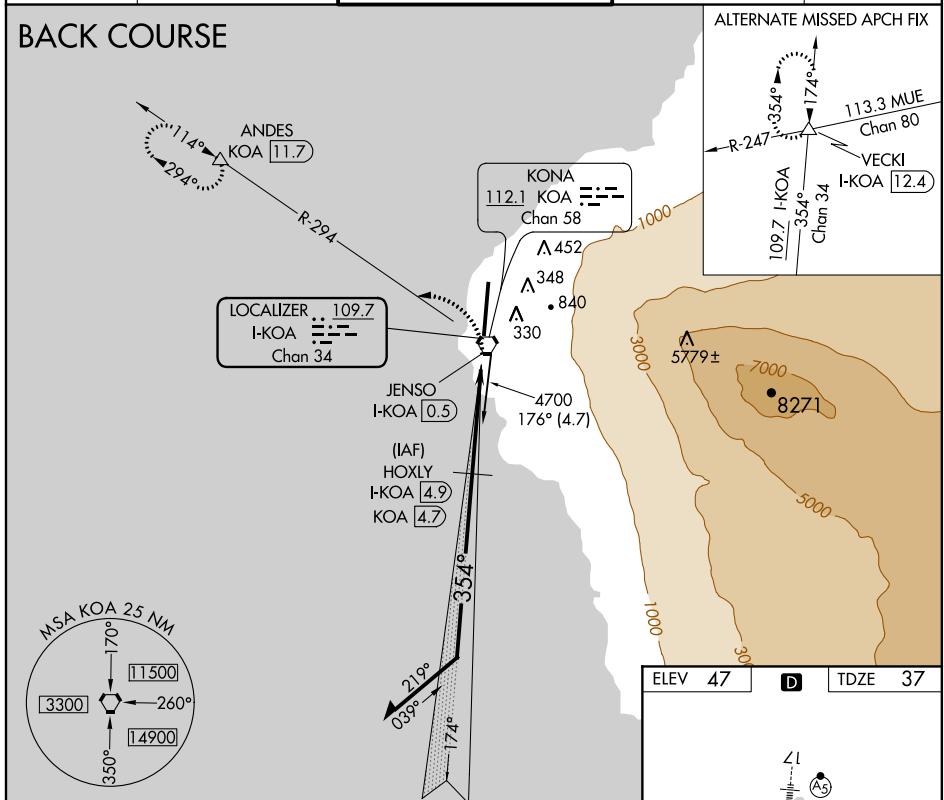 BACK COURSE
ALTERNATE MISSED APCH FIX
354°
174°
113.3 MUE
Chan 80
R-247
VECKI
I-KOA 12.4
109.7 I-KOA
354°
Chan 34
ANDES
KOA 11.7
114°
294°
R-294
KONA
112.1 KOA
Chan 58
1000
452
348
840
330
LOCALIZER 109.7
I-KOA
Chan 34
3000
5779±
7000
8271
JENSO
I-KOA 0.5
4700
176° (4.7)
(IAF)
HOXLY
I-KOA 4.9
KOA 4.7
5000
354°
1000
300
MSA KOA 25 NM
170°
11500
3300
260°
14900
350°
219°
039°
174°
ELEV 47
D
TDZE 37
17
A5